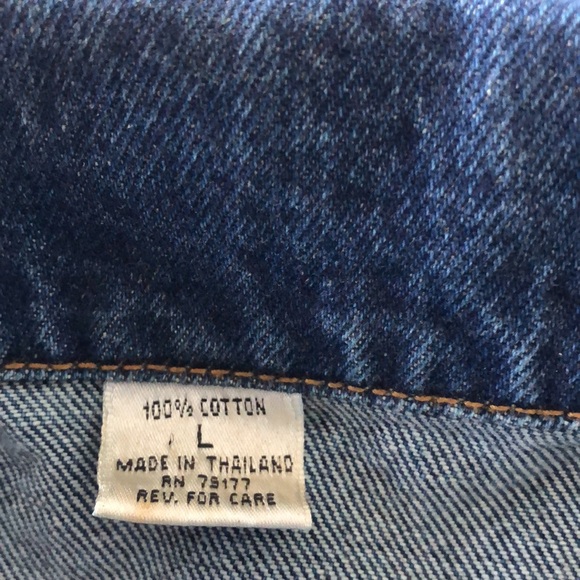 100% COTTON
L
MADE IN THAILAND
RN 79177
REV. FOR CARE